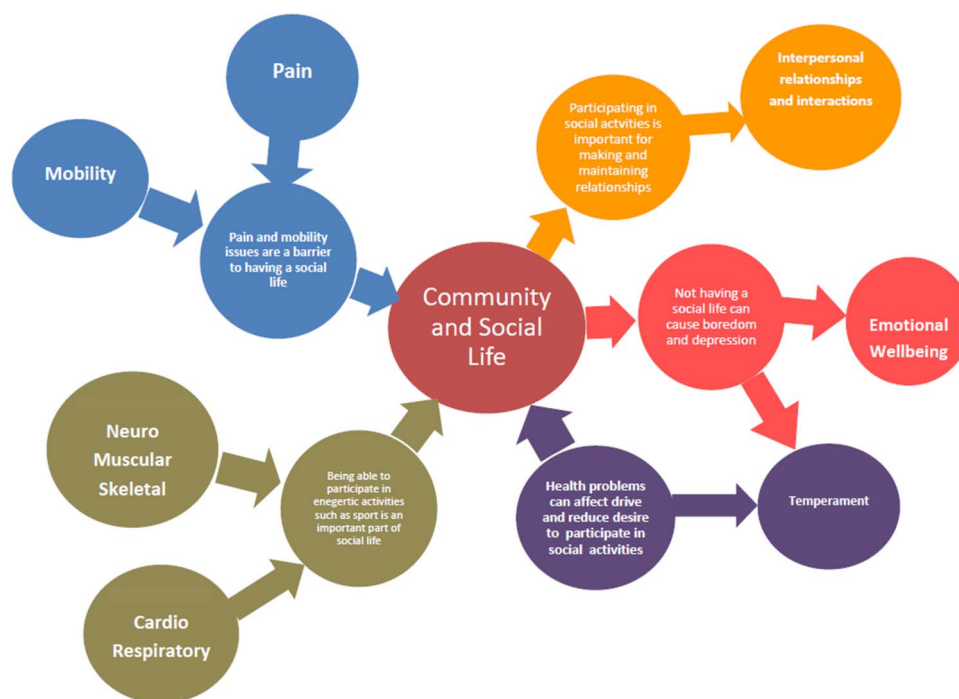 Pain
Mobility
Pain and mobility
issues are a barrier
to having a social
life
Participating in
social actvities is
important for
making and
maintaining
relationships
Interpersonal
relationships
and interactions
Community
and Social
Life
Not having a
social life can
cause boredom
and depression
Emotional
Wellbeing
Neuro
Muscular
Skeletal
Being able to
participate in
enegertic activities
such as sport is an
important part of
social life
Cardio
Respiratory
Health problems
can affect drive
and reduce desire
to participate in
social activities
Temperament